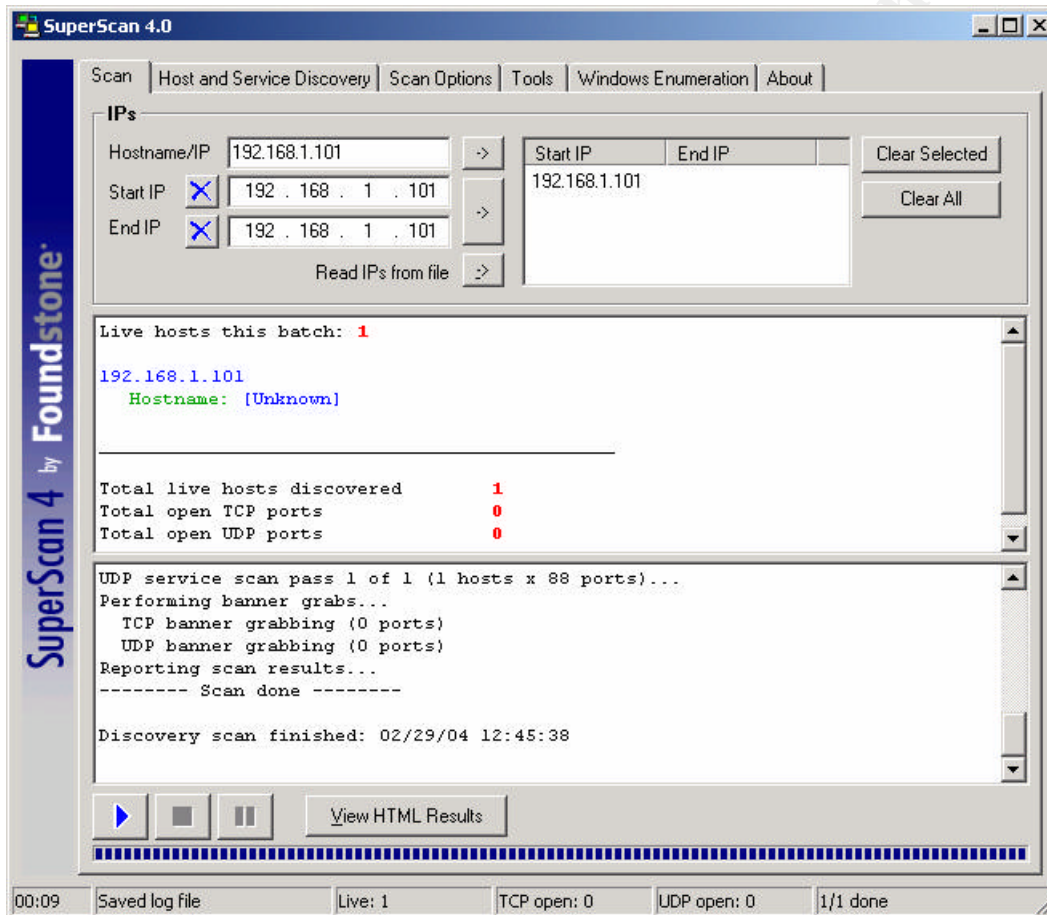 SuperScan 4.0
Scan Host and Service Discovery Scan Options Tools Windows Enumeration About
IPs
Hostname/IP 192.168.1.101 ->
Start IP 192 . 168 . 1 . 101
End IP 192 . 168 . 1 . 101
->
Read IPs from file ->
Start IP End IP
192.168.1.101
Clear Selected
Clear All
Live hosts this batch: 1
192.168.1.101
Hostname: [Unknown]
Total live hosts discovered 1
Total open TCP ports 0
Total open UDP ports 0
UDP service scan pass 1 of 1 (1 hosts x 88 ports)...
Performing banner grabs...
TCP banner grabbing (0 ports)
UDP banner grabbing (0 ports)
Reporting scan results...
-------- Scan done --------
Discovery scan finished: 02/29/04 12:45:38
View HTML Results
00:09 Saved log file Live: 1 TCP open: 0 UDP open: 0 1/1 done
SuperScan 4 by Foundstone